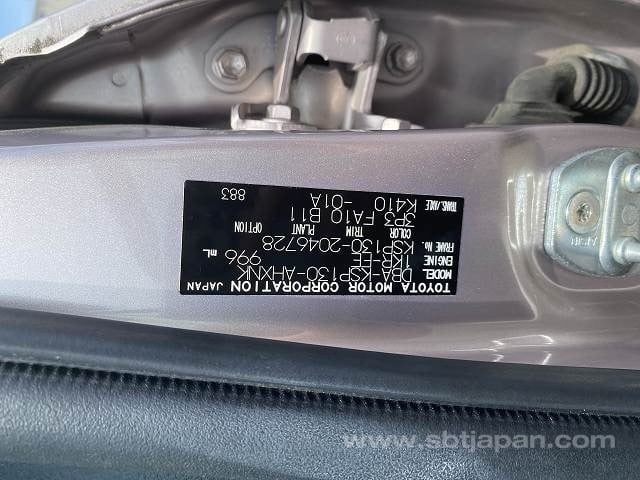 TOYOTA MOTOR CORPORATION JAPAN
MODEL DBA-KSP130-AHXNK
ENGINE 1KR-FE 996 mL
FRAME No. KSP130-2046728
COLOR TRIM PLANT OPTION
3P3 FA10 B11
TRANS./AXLE K410 -01A
883
www.sbtjapan.com